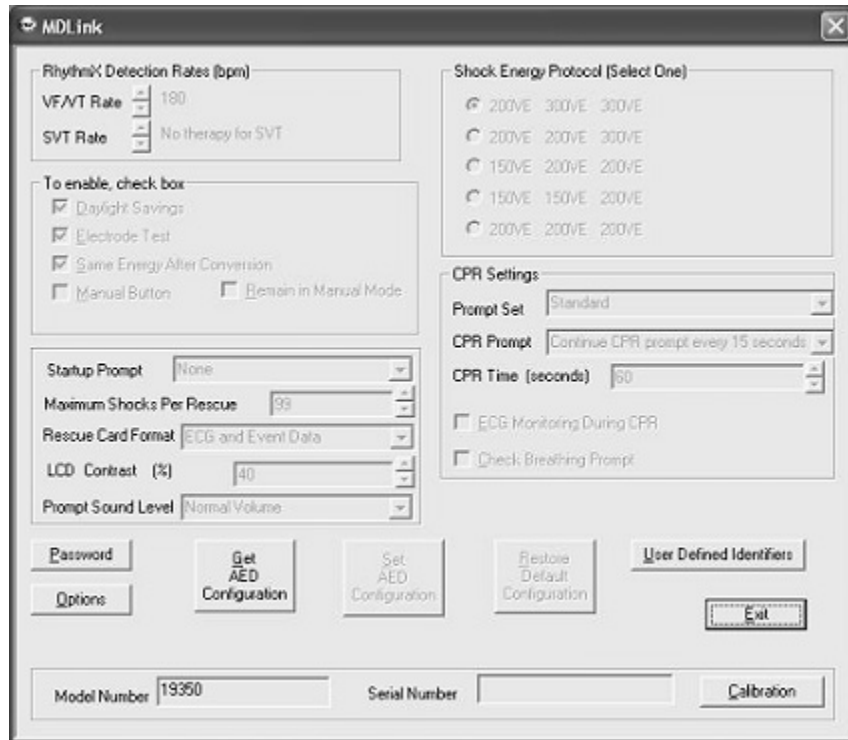 MDLink
RhythmX Detection Rates (bpm)
VF/VT Rate 180
SVT Rate No therapy for SVT
To enable, check box
Daylight Savings
Electrode Test
Same Energy After Conversion
Manual Button Remain in Manual Mode
Startup Prompt None
Maximum Shocks Per Rescue 99
Rescue Card Format ECG and Event Data
LCD Contrast (%) 40
Prompt Sound Level Normal Volume
Shock Energy Protocol (Select One)
200VE 300VE 300VE
200VE 200VE 300VE
150VE 200VE 200VE
150VE 150VE 200VE
200VE 200VE 200VE
CPR Settings
Prompt Set Standard
CPR Prompt Continue CPR prompt every 15 seconds
CPR Time (seconds) 60
ECG Monitoring During CPR
Check Breathing Prompt
Password
Options
Get
AED
Configuration
Set
AED
Configuration
Restore
Default
Configuration
User Defined Identifiers
Exit
Model Number 19350
Serial Number
Calibration